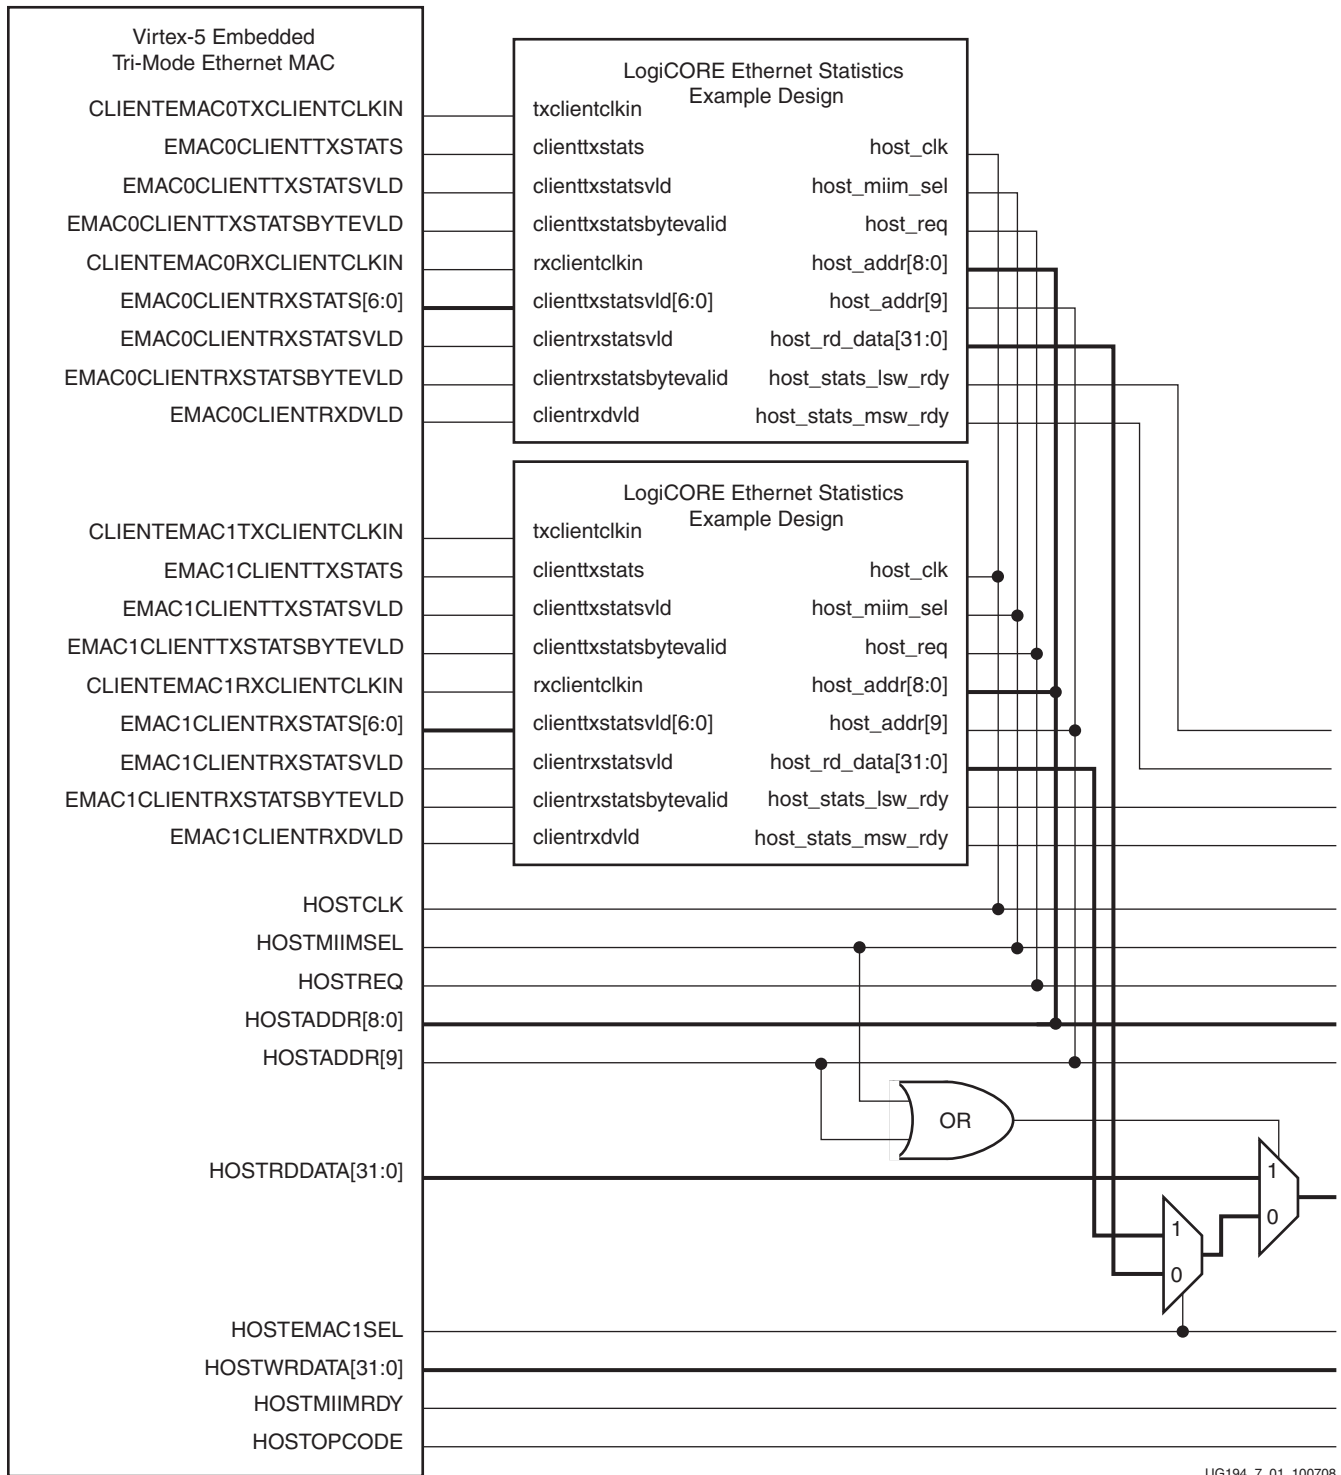 Virtex-5 Embedded
Tri-Mode Ethernet MAC
CLIENTEMAC0TXCLIENTCLKIN
EMAC0CLIENTTXSTATS
EMAC0CLIENTTXSTATSVLD
EMAC0CLIENTTXSTATSBYTEVLD
CLIENTEMAC0RXCLIENTCLKIN
EMAC0CLIENTRXSTATS[6:0]
EMAC0CLIENTRXSTATSVLD
EMAC0CLIENTRXSTATSBYTEVLD
EMAC0CLIENTRXDVLD
LogiCORE Ethernet Statistics
Example Design
txclientclkin
clienttxstats
clienttxstatsvld
clienttxstatsbytevalid
rxclientclkin
clienttxstatsvld[6:0]
clientrxstatsvld
clientrxstatsbytevalid
clientrxdvld
host_clk
host_miim_sel
host_req
host_addr[8:0]
host_addr[9]
host_rd_data[31:0]
host_stats_lsw_rdy
host_stats_msw_rdy
CLIENTEMAC1TXCLIENTCLKIN
EMAC1CLIENTTXSTATS
EMAC1CLIENTTXSTATSVLD
EMAC1CLIENTTXSTATSBYTEVLD
CLIENTEMAC1RXCLIENTCLKIN
EMAC1CLIENTRXSTATS[6:0]
EMAC1CLIENTRXSTATSVLD
EMAC1CLIENTRXSTATSBYTEVLD
EMAC1CLIENTRXDVLD
LogiCORE Ethernet Statistics
Example Design
txclientclkin
clienttxstats
clienttxstatsvld
clienttxstatsbytevalid
rxclientclkin
clienttxstatsvld[6:0]
clientrxstatsvld
clientrxstatsbytevalid
clientrxdvld
host_clk
host_miim_sel
host_req
host_addr[8:0]
host_addr[9]
host_rd_data[31:0]
host_stats_lsw_rdy
host_stats_msw_rdy
HOSTCLK
HOSTMIIMSEL
HOSTREQ
HOSTADDR[8:0]
HOSTADDR[9]
OR
HOSTRDDATA[31:0]
1
0
1
0
HOSTEMAC1SEL
HOSTWRDATA[31:0]
HOSTMIIMRDY
HOSTOPCODE
UG194_7_01_100708